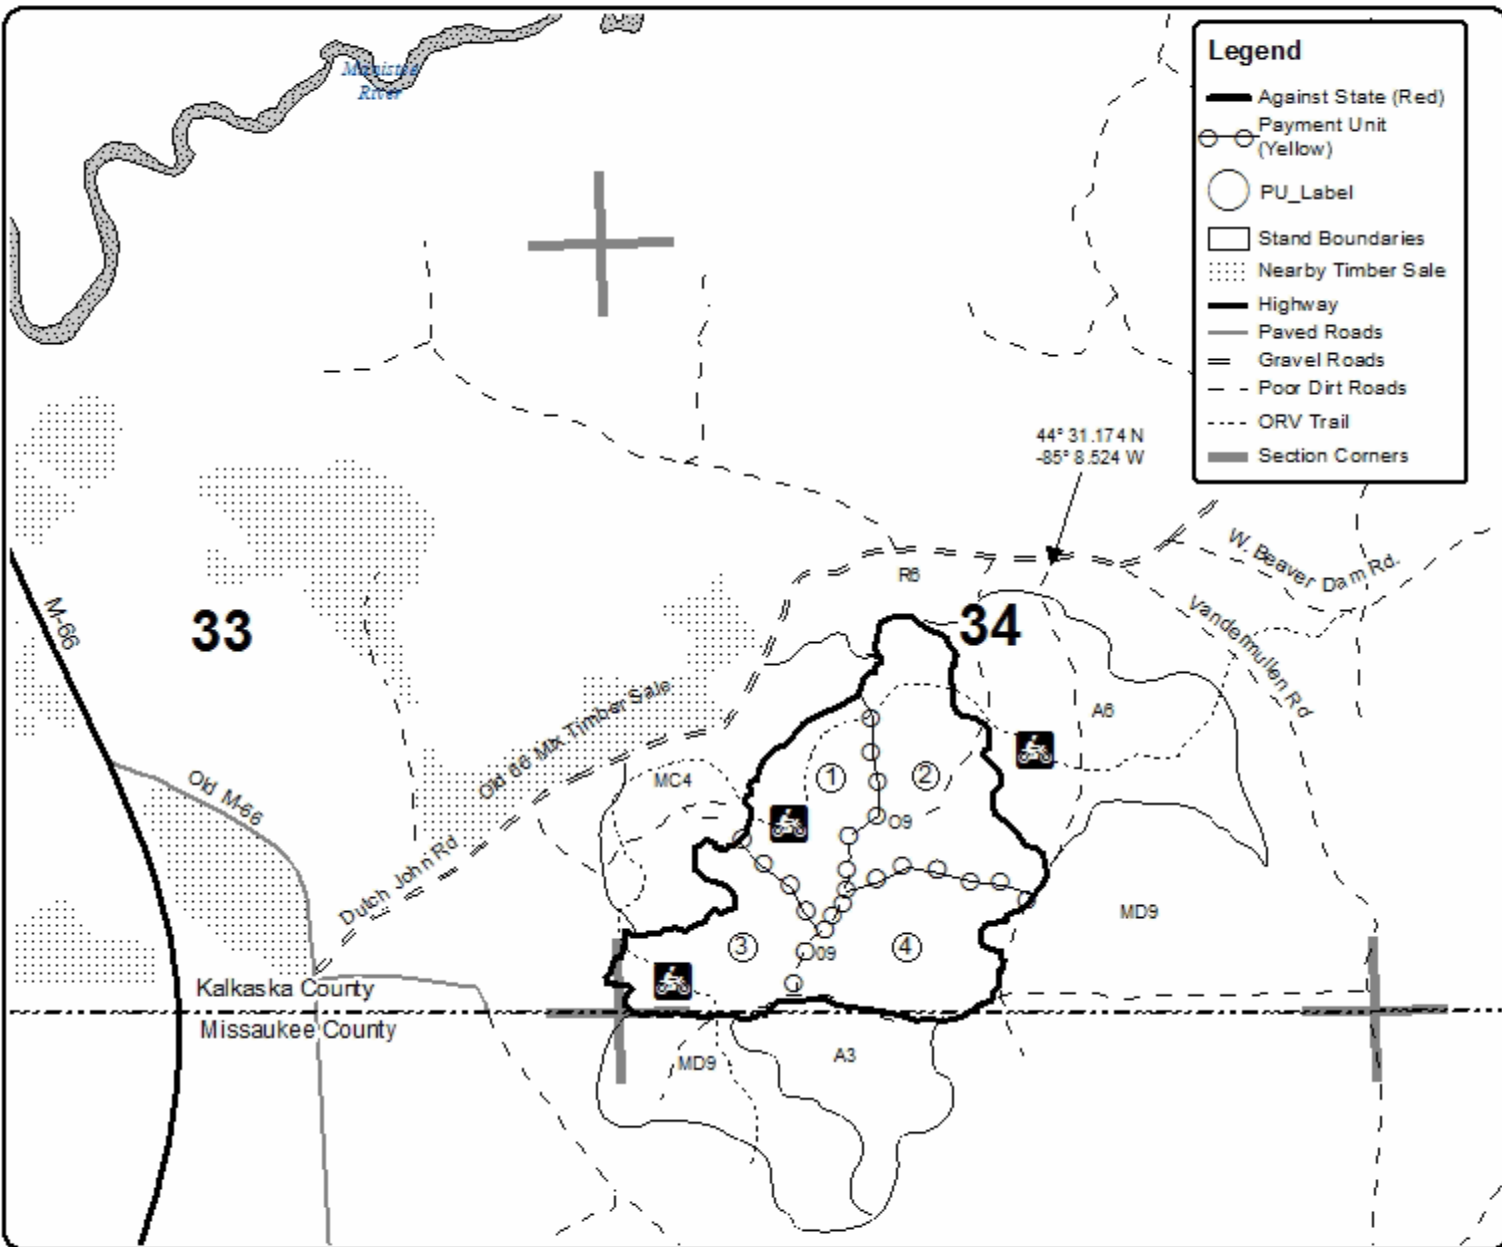 Manistee
River
Legend
Against State (Red)
Payment Unit
(Yellow)
PU_Label
Stand Boundaries
Nearby Timber Sale
Highway
Paved Roads
Gravel Roads
Poor Dirt Roads
ORV Trail
Section Corners
44° 31.174 N
-85° 8.524 W
W. Beaver Dam Rd.
R6
33
34
M-66
Vandermullen Rd
Old 66 Mix Timber Sale
A6
MC4
1
2
Old M-66
O9
Dutch John Rd
MD9
3
4
O9
Kalkaska County
Missaukee County
MD9
A3